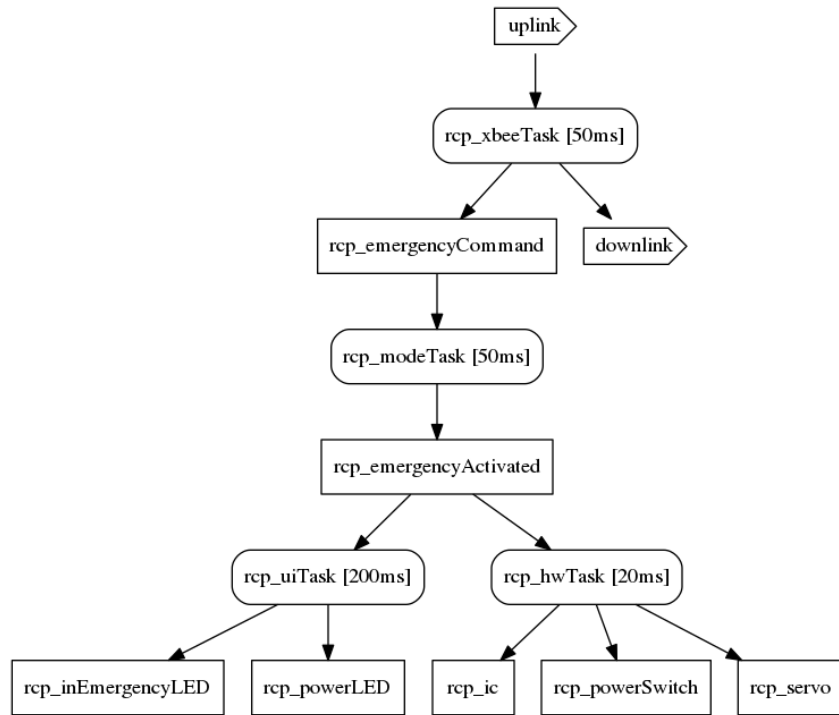 uplink
rcp_xbeeTask [50ms]
rcp_emergencyCommand
downlink
rcp_modeTask [50ms]
rcp_emergencyActivated
rcp_uiTask [200ms]
rcp_hwTask [20ms]
rcp_inEmergencyLED
rcp_powerLED
rcp_ic
rcp_powerSwitch
rcp_servo